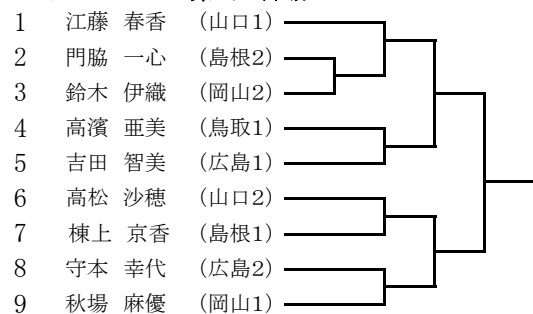 1 江藤 春香 (山口1)
2 門脇 一心 (島根2)
3 鈴木 伊織 (岡山2)
4 高濱 亜美 (鳥取1)
5 吉田 智美 (広島1)
6 高松 沙穂 (山口2)
7 棟上 京香 (島根1)
8 守本 幸代 (広島2)
9 秋場 麻優 (岡山1)